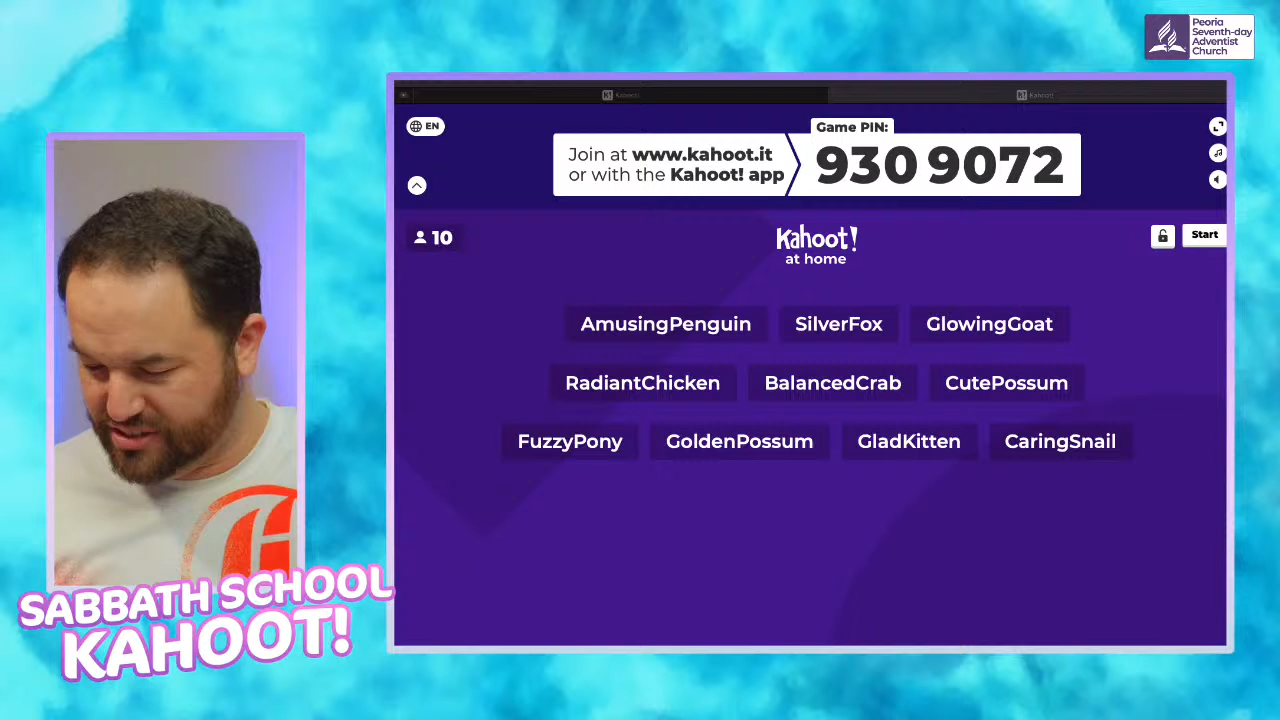 Peoria
Seventh-day
Adventist
Church
Kahoot!
Kahoot!
EN
Join at www.kahoot.it
or with the Kahoot! app
Game PIN:
930 9072
10
Kahoot!
at home
Start
AmusingPenguin SilverFox GlowingGoat
RadiantChicken BalancedCrab CutePossum
FuzzyPony GoldenPossum GladKitten CaringSnail
SABBATH SCHOOL
KAHOOT!